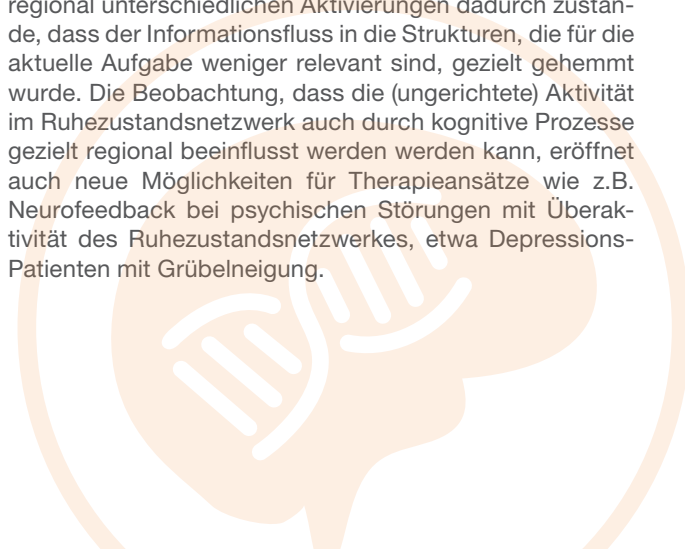 regional unterschiedlichen Aktivierungen dadurch zustan-
de, dass der Informationsfluss in die Strukturen, die für die
aktuelle Aufgabe weniger relevant sind, gezielt gehemmt
wurde. Die Beobachtung, dass die (ungerichtete) Aktivität
im Ruhezustandsnetzwerk auch durch kognitive Prozesse
gezielt regional beeinflusst werden werden kann, eröffnet
auch neue Möglichkeiten für Therapieansätze wie z.B.
Neurofeedback bei psychischen Störungen mit Überak-
tivität des Ruhezustandsnetzwerkes, etwa Depressions-
Patienten mit Grübelneigung.